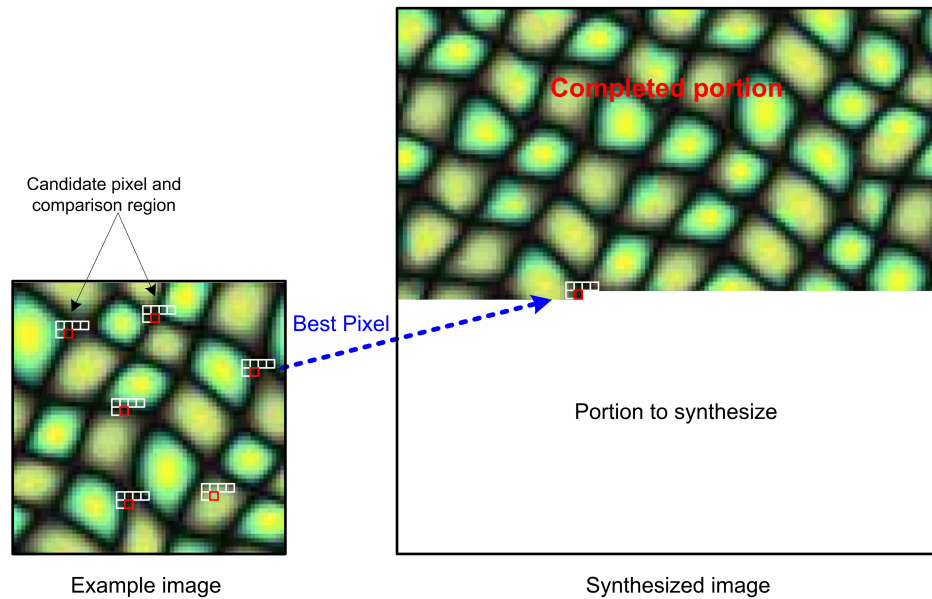 Completed portion
Candidate pixel and
comparison region
Best Pixel
Portion to synthesize
Example image
Synthesized image